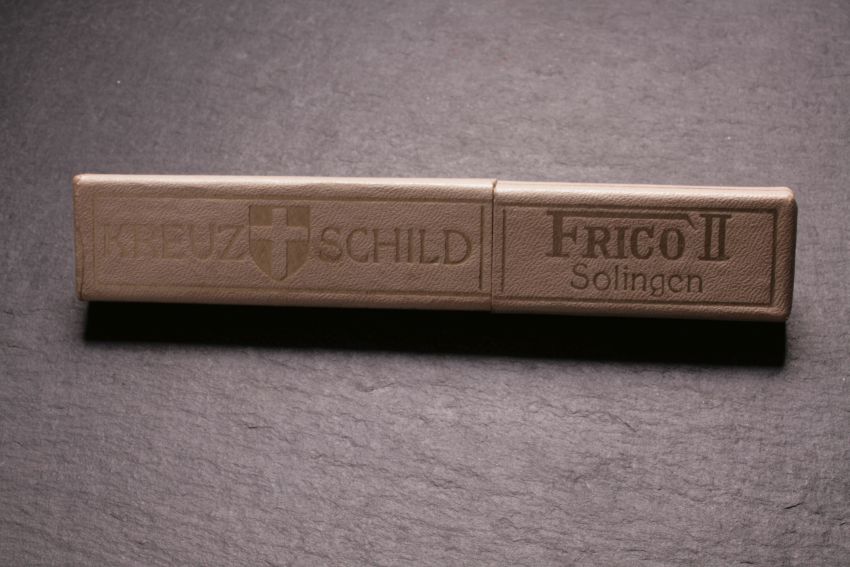 KREUZ SCHILD
FRICO II
Solingen